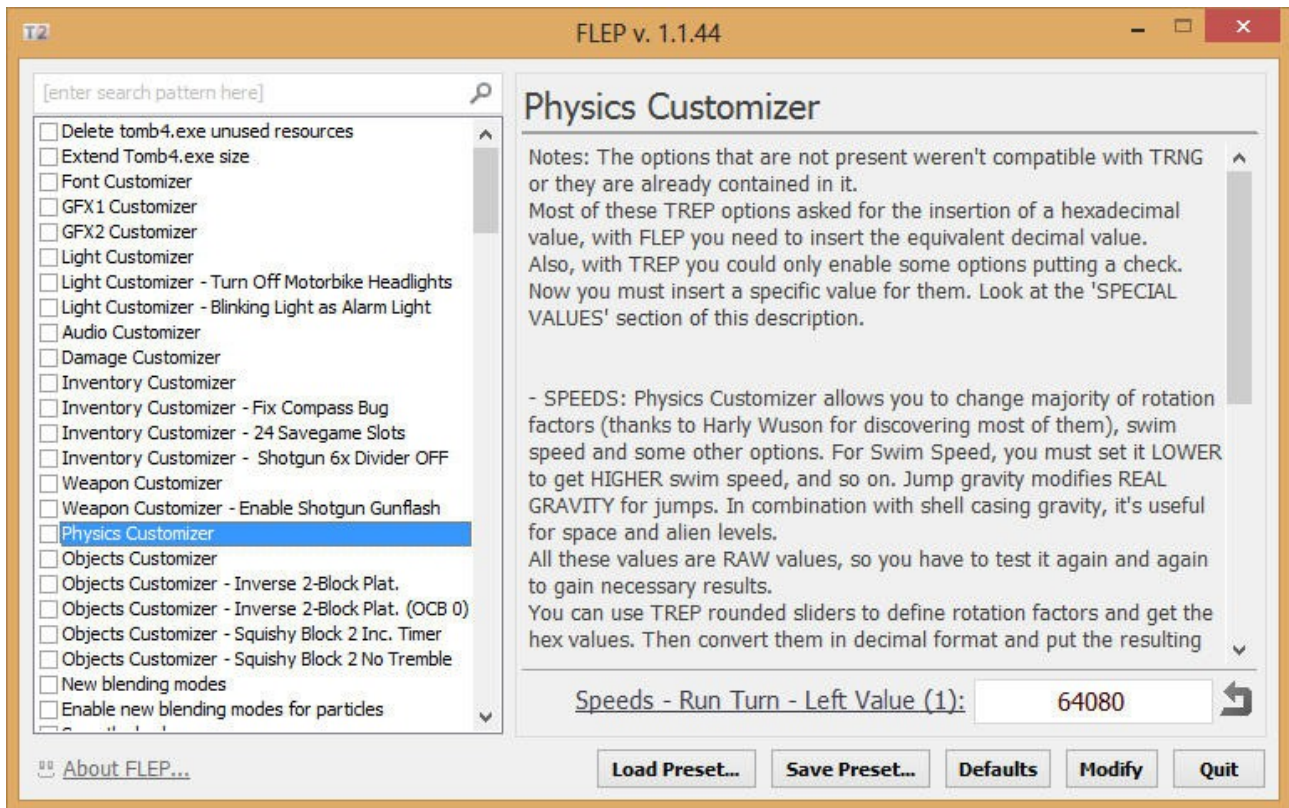 T2
FLEP v. 1.1.44
[enter search pattern here]
Delete tomb4.exe unused resources
Extend Tomb4.exe size
Font Customizer
GFX1 Customizer
GFX2 Customizer
Light Customizer
Light Customizer - Turn Off Motorbike Headlights
Light Customizer - Blinking Light as Alarm Light
Audio Customizer
Damage Customizer
Inventory Customizer
Inventory Customizer - Fix Compass Bug
Inventory Customizer - 24 Savegame Slots
Inventory Customizer -  Shotgun 6x Divider OFF
Weapon Customizer
Weapon Customizer - Enable Shotgun Gunflash
Physics Customizer
Objects Customizer
Objects Customizer - Inverse 2-Block Plat.
Objects Customizer - Inverse 2-Block Plat. (OCB 0)
Objects Customizer - Squishy Block 2 Inc. Timer
Objects Customizer - Squishy Block 2 No Tremble
New blending modes
Enable new blending modes for particles
Physics Customizer
Notes: The options that are not present weren't compatible with TRNG
or they are already contained in it.
Most of these TREP options asked for the insertion of a hexadecimal
value, with FLEP you need to insert the equivalent decimal value.
Also, with TREP you could only enable some options putting a check.
Now you must insert a specific value for them. Look at the 'SPECIAL
VALUES' section of this description.
- SPEEDS: Physics Customizer allows you to change majority of rotation
factors (thanks to Harly Wuson for discovering most of them), swim
speed and some other options. For Swim Speed, you must set it LOWER
to get HIGHER swim speed, and so on. Jump gravity modifies REAL
GRAVITY for jumps. In combination with shell casing gravity, it's useful
for space and alien levels.
All these values are RAW values, so you have to test it again and again
to gain necessary results.
You can use TREP rounded sliders to define rotation factors and get the
hex values. Then convert them in decimal format and put the resulting
Speeds - Run Turn - Left Value (1):
64080
About FLEP...
Load Preset...
Save Preset...
Defaults
Modify
Quit